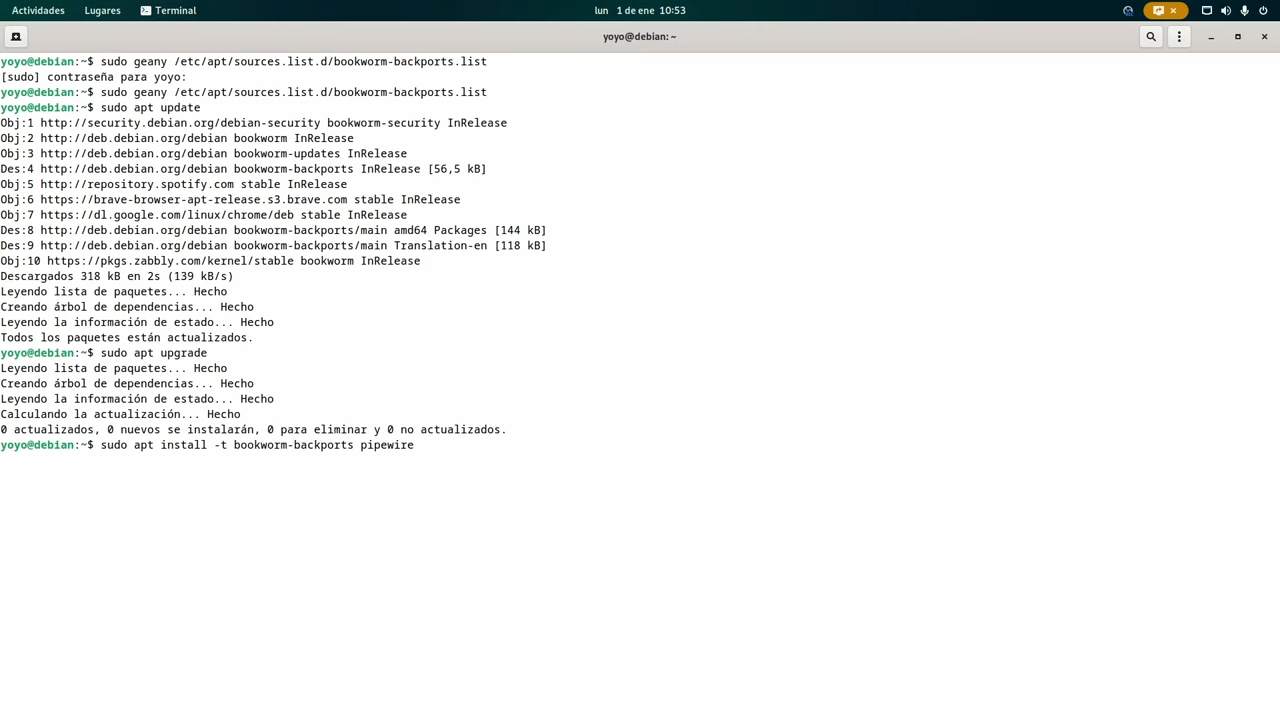 Actividades Lugares Terminal lun 1 de ene 10:53
yoyo@debian: ~
yoyo@debian:~$ sudo geany /etc/apt/sources.list.d/bookworm-backports.list
[sudo] contraseña para yoyo:
yoyo@debian:~$ sudo geany /etc/apt/sources.list.d/bookworm-backports.list
yoyo@debian:~$ sudo apt update
Obj:1 http://security.debian.org/debian-security bookworm-security InRelease
Obj:2 http://deb.debian.org/debian bookworm InRelease
Obj:3 http://deb.debian.org/debian bookworm-updates InRelease
Des:4 http://deb.debian.org/debian bookworm-backports InRelease [56,5 kB]
Obj:5 http://repository.spotify.com stable InRelease
Obj:6 https://brave-browser-apt-release.s3.brave.com stable InRelease
Obj:7 https://dl.google.com/linux/chrome/deb stable InRelease
Des:8 http://deb.debian.org/debian bookworm-backports/main amd64 Packages [144 kB]
Des:9 http://deb.debian.org/debian bookworm-backports/main Translation-en [118 kB]
Obj:10 https://pkgs.zabbly.com/kernel/stable bookworm InRelease
Descargados 318 kB en 2s (139 kB/s)
Leyendo lista de paquetes... Hecho
Creando árbol de dependencias... Hecho
Leyendo la información de estado... Hecho
Todos los paquetes están actualizados.
yoyo@debian:~$ sudo apt upgrade
Leyendo lista de paquetes... Hecho
Creando árbol de dependencias... Hecho
Leyendo la información de estado... Hecho
Calculando la actualización... Hecho
0 actualizados, 0 nuevos se instalarán, 0 para eliminar y 0 no actualizados.
yoyo@debian:~$ sudo apt install -t bookworm-backports pipewire